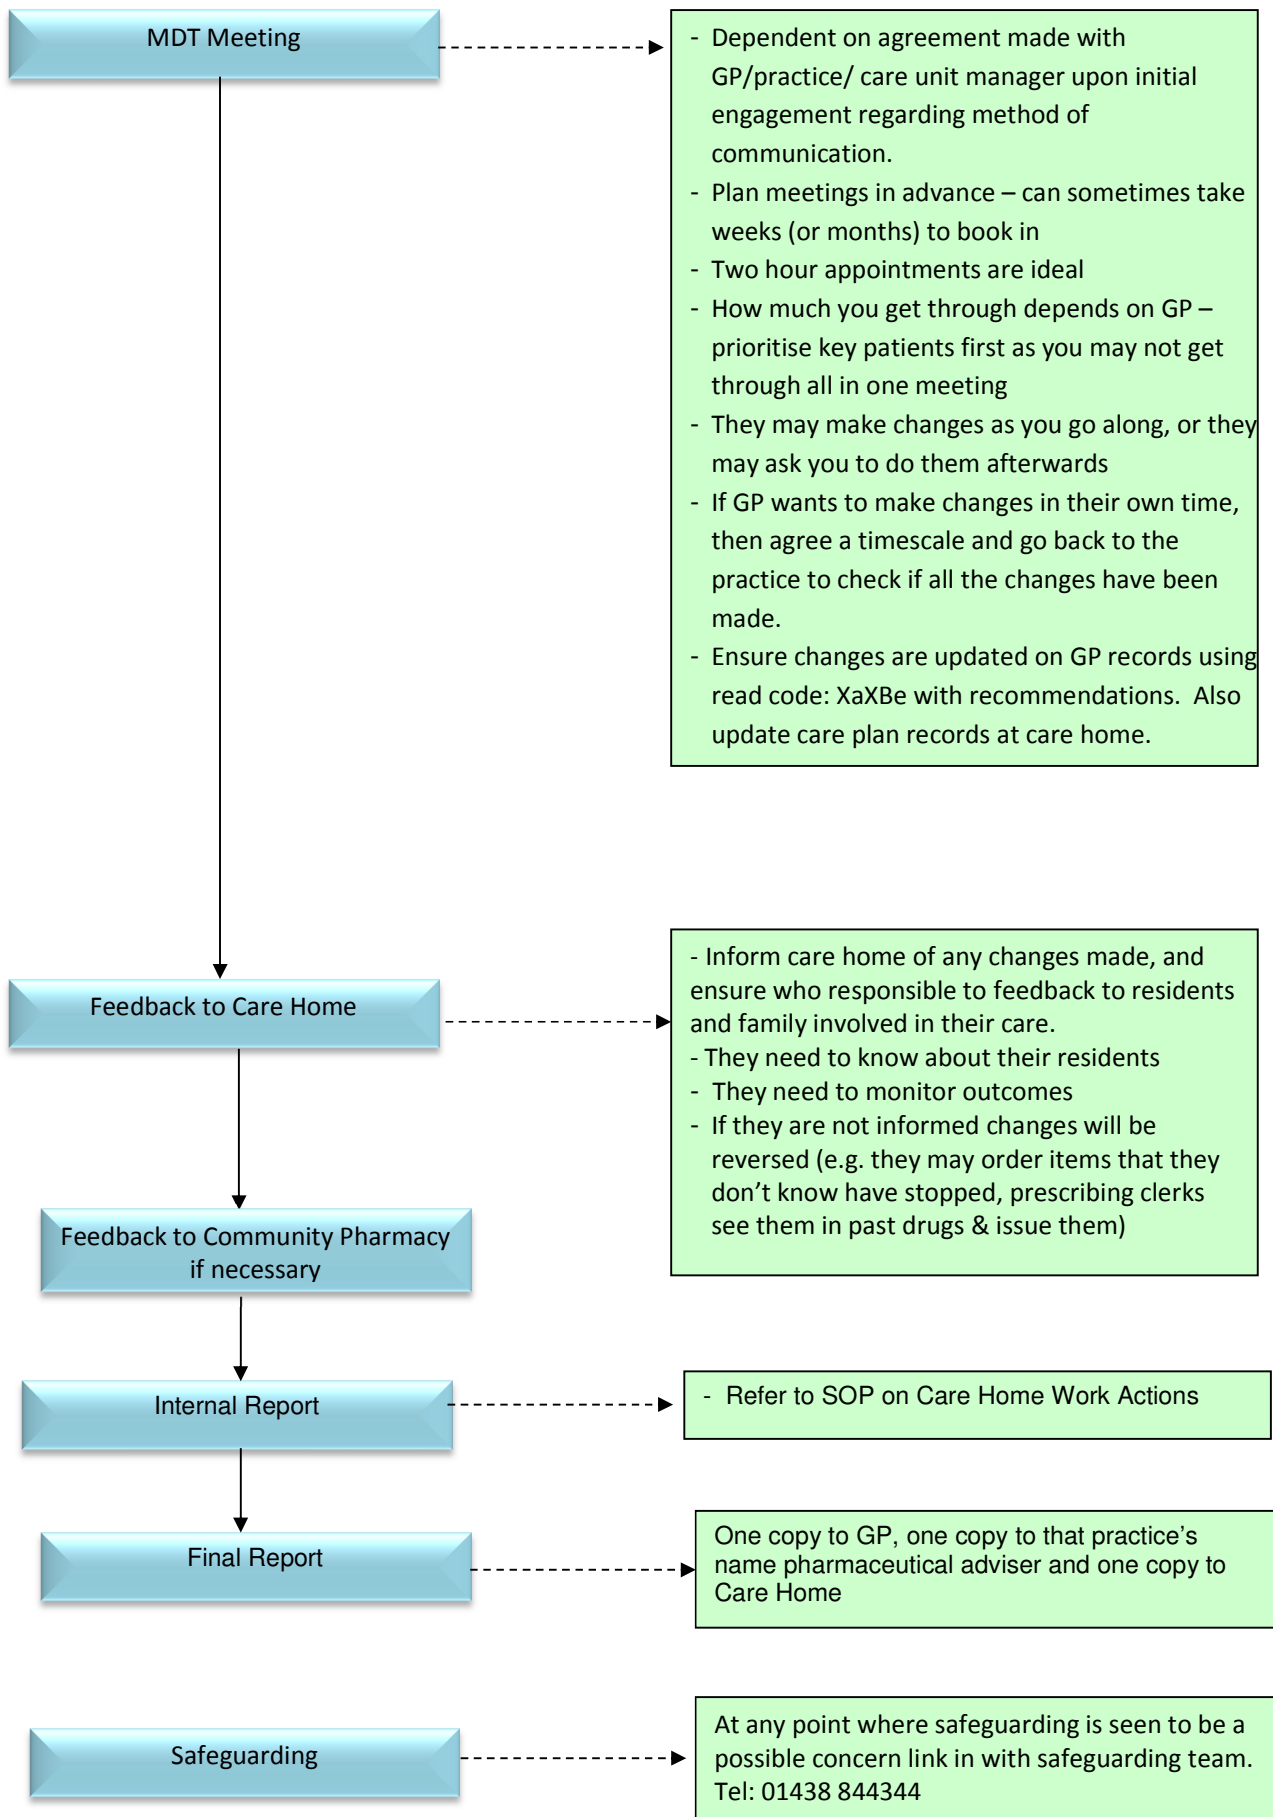 MDT Meeting
- Dependent on agreement made with
GP/practice/ care unit manager upon initial
engagement regarding method of
communication.
- Plan meetings in advance – can sometimes take
weeks (or months) to book in
- Two hour appointments are ideal
- How much you get through depends on GP –
prioritise key patients first as you may not get
through all in one meeting
- They may make changes as you go along, or they
may ask you to do them afterwards
- If GP wants to make changes in their own time,
then agree a timescale and go back to the
practice to check if all the changes have been
made.
- Ensure changes are updated on GP records using
read code: XaXBe with recommendations.  Also
update care plan records at care home.
Feedback to Care Home
- Inform care home of any changes made, and
ensure who responsible to feedback to residents
and family involved in their care.
- They need to know about their residents
- They need to monitor outcomes
- If they are not informed changes will be
reversed (e.g. they may order items that they
don’t know have stopped, prescribing clerks
see them in past drugs & issue them)
Feedback to Community Pharmacy
if necessary
Internal Report
- Refer to SOP on Care Home Work Actions
Final Report
One copy to GP, one copy to that practice’s
name pharmaceutical adviser and one copy to
Care Home
Safeguarding
At any point where safeguarding is seen to be a
possible concern link in with safeguarding team.
Tel: 01438 844344